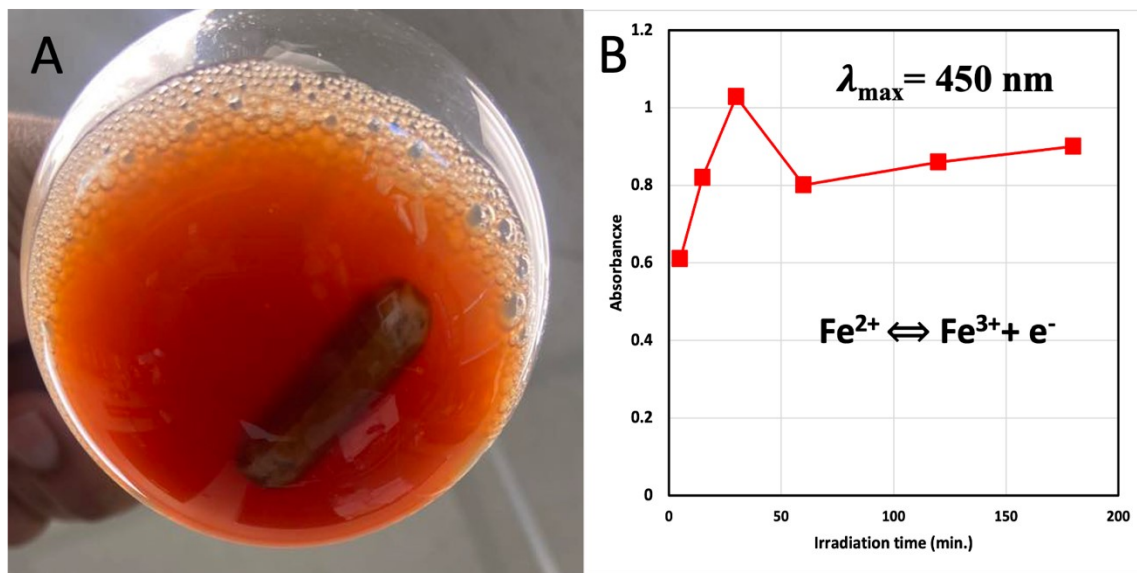 A
B
λmax= 450 nm
Fe2+ ⇔ Fe3++ e-
Absorbancxe
1.2
1
0.8
0.6
0.4
0.2
0
0 50 100 150 200
Irradiation time (min.)